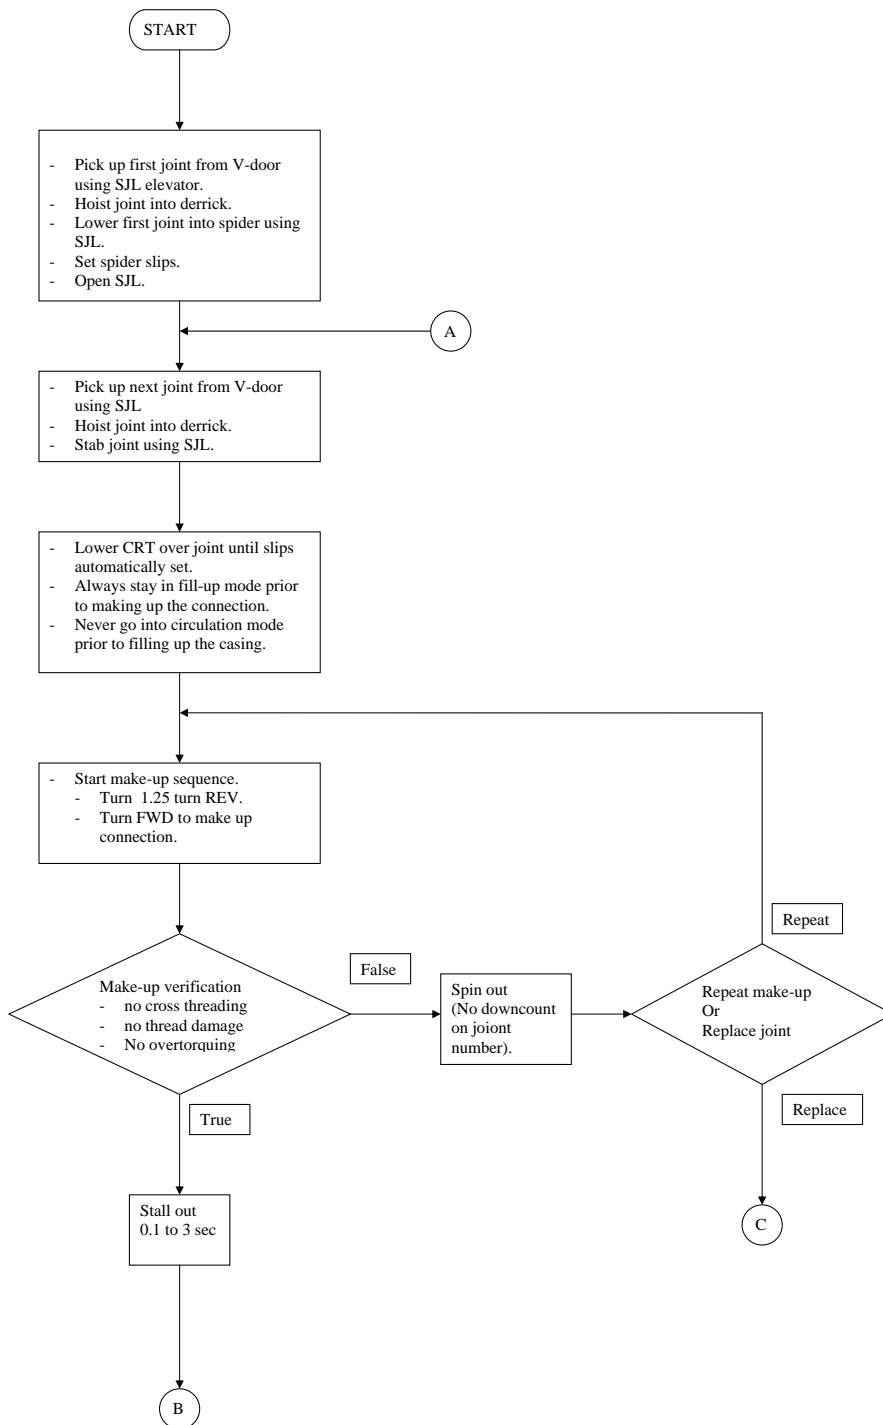 START
- Pick up first joint from V-door
using SJL elevator.
- Hoist joint into derrick.
- Lower first joint into spider using
SJL.
- Set spider slips.
- Open SJL.
A
- Pick up next joint from V-door
using SJL
- Hoist joint into derrick.
- Stab joint using SJL.
- Lower CRT over joint until slips
automatically set.
- Always stay in fill-up mode prior
to making up the connection.
- Never go into circulation mode
prior to filling up the casing.
- Start make-up sequence.
- Turn 1.25 turn REV.
- Turn FWD to make up
connection.
Repeat
Make-up verification
- no cross threading
- no thread damage
- No overtorquing
False
Spin out
(No downcount
on joiont
number).
Repeat make-up
Or
Replace joint
True
Replace
Stall out
0.1 to 3 sec
C
B